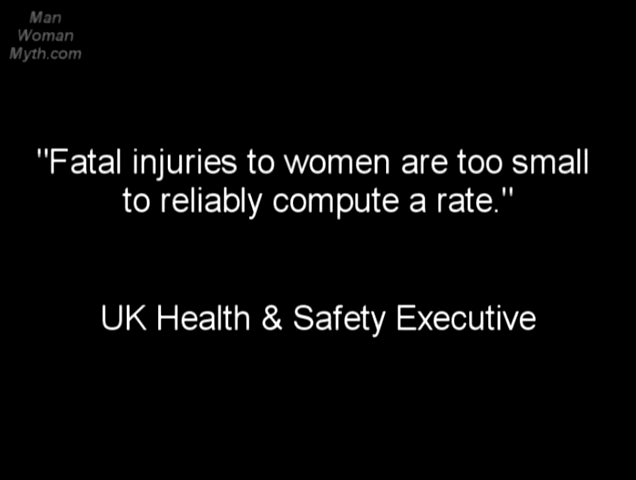 Man
Woman
Myth.com
"Fatal injuries to women are too small
to reliably compute a rate."
UK Health & Safety Executive